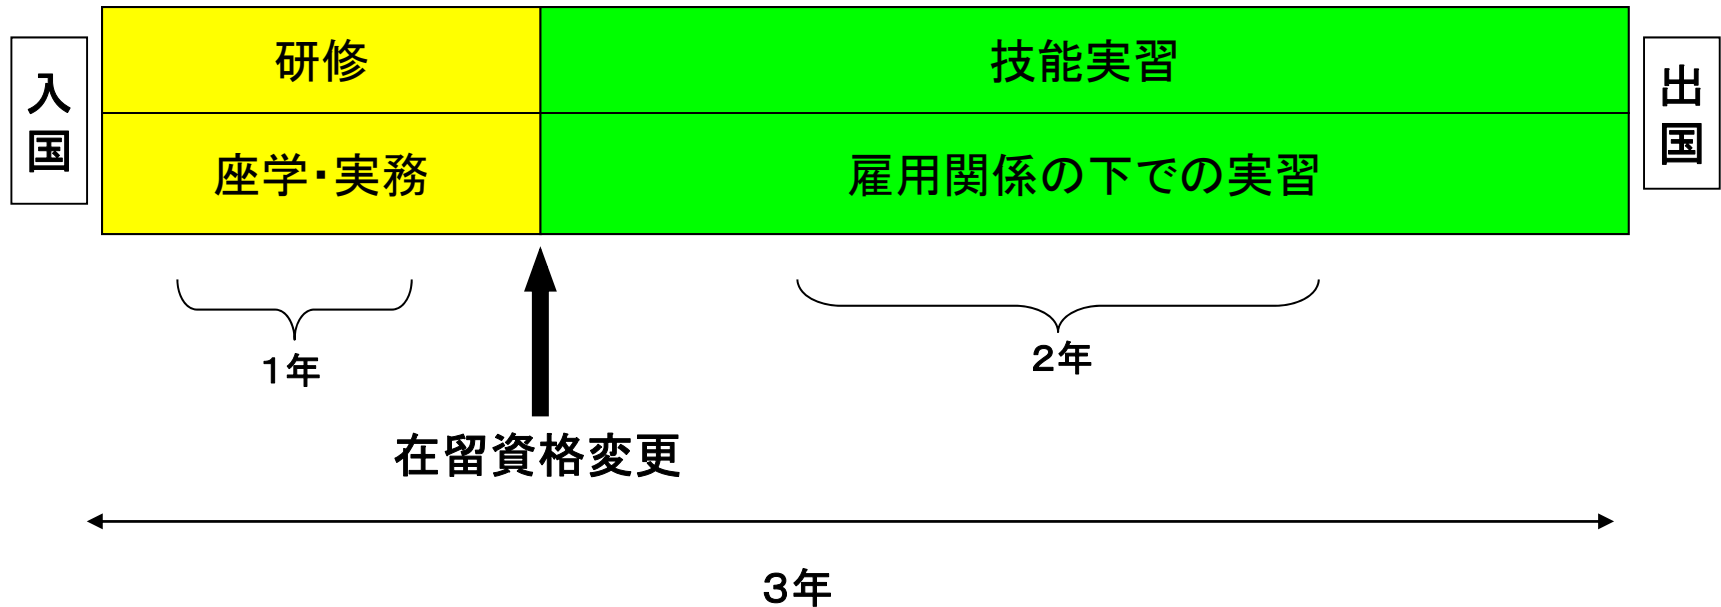 入国
研修
技能実習
出国
座学・実務
雇用関係の下での実習
１年
２年
在留資格変更
３年